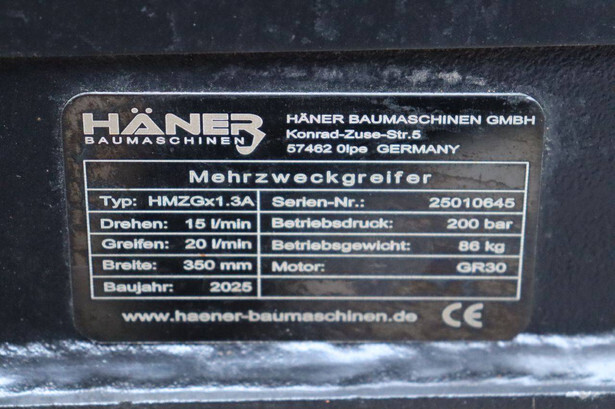 HÄNER
BAUMASCHINEN
HÄNER BAUMASCHINEN GMBH
Konrad-Zuse-Str.5
57462 Olpe GERMANY
Mehrzweckgreifer
Typ: HMZGx1.3A Serien-Nr.: 25010645
Drehen: 15 l/min Betriebsdruck: 200 bar
Greifen: 20 l/min Betriebsgewicht: 86 kg
Breite: 350 mm Motor: GR30
Baujahr: 2025
www.haener-baumaschinen.de CE